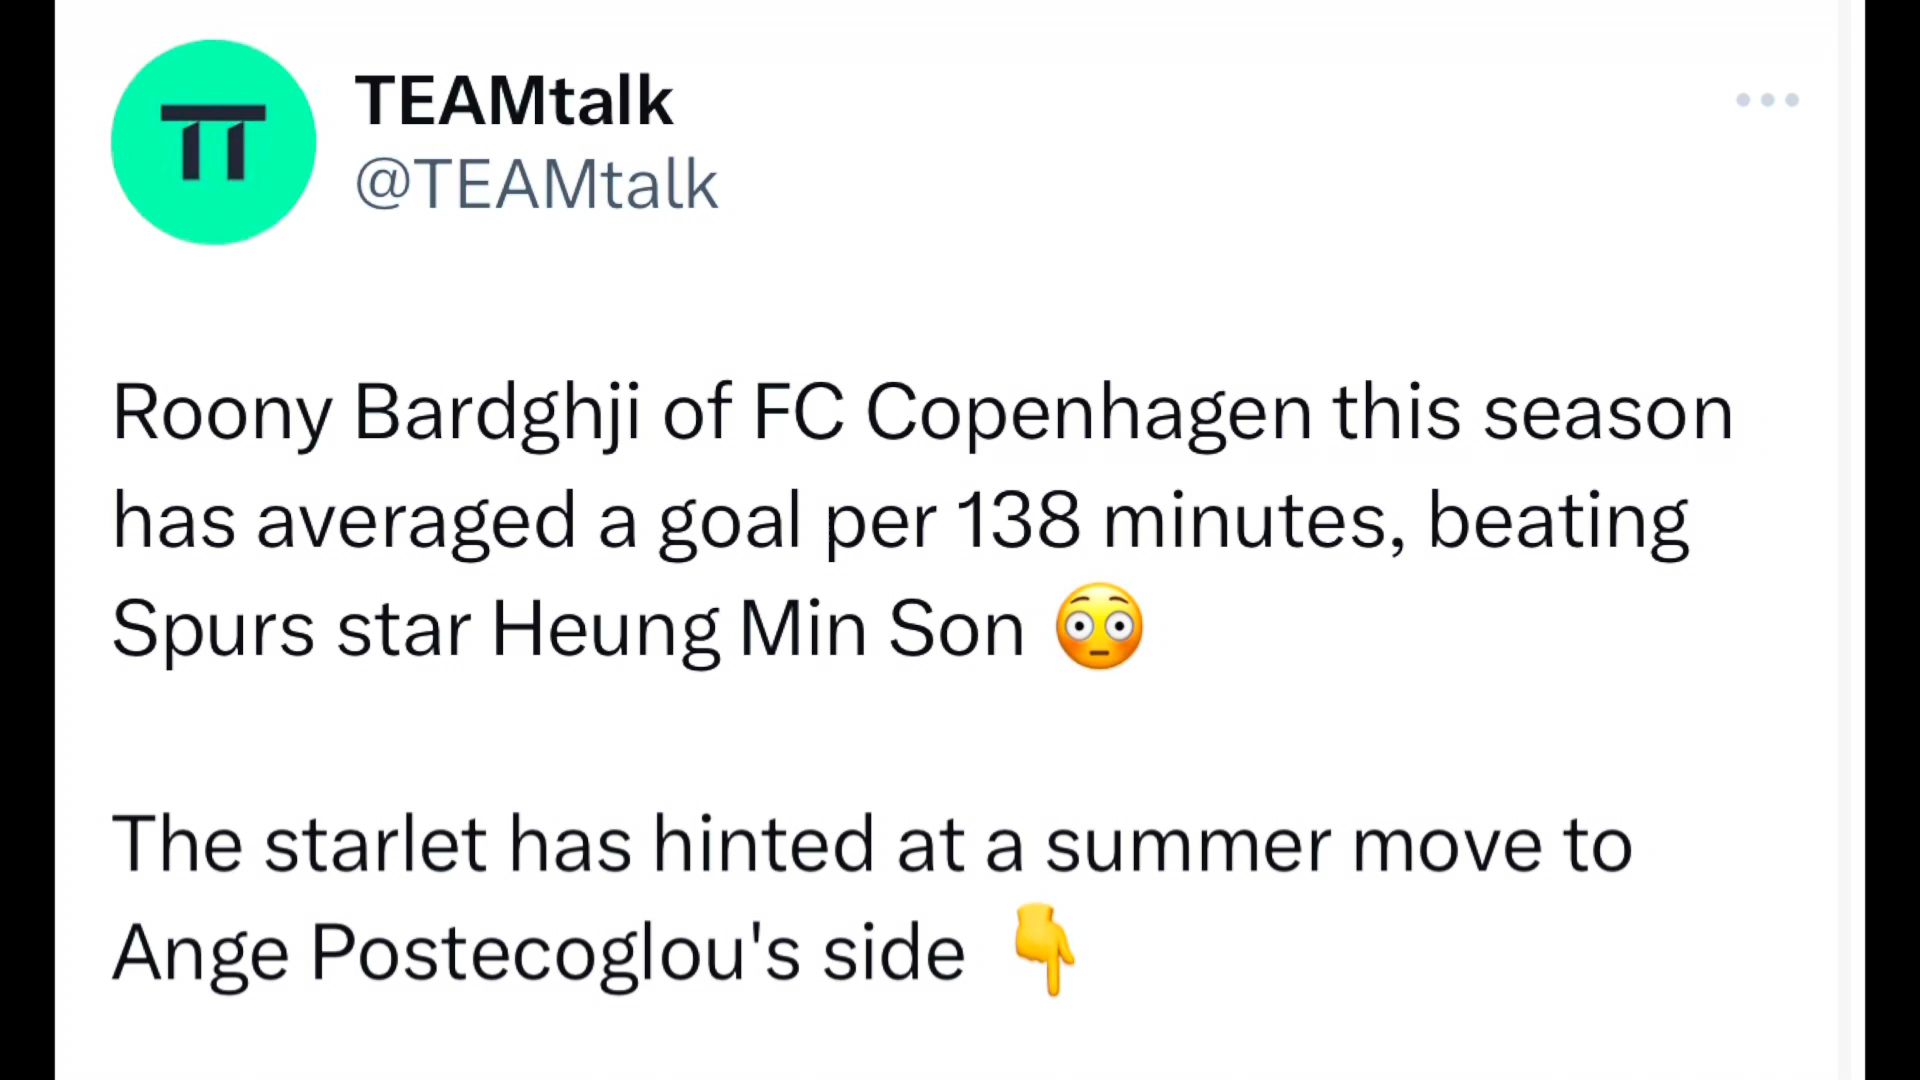 TEAMtalk
@TEAMtalk
Roony Bardghji of FC Copenhagen this season
has averaged a goal per 138 minutes, beating
Spurs star Heung Min Son 😳
The starlet has hinted at a summer move to
Ange Postecoglou's side 👇